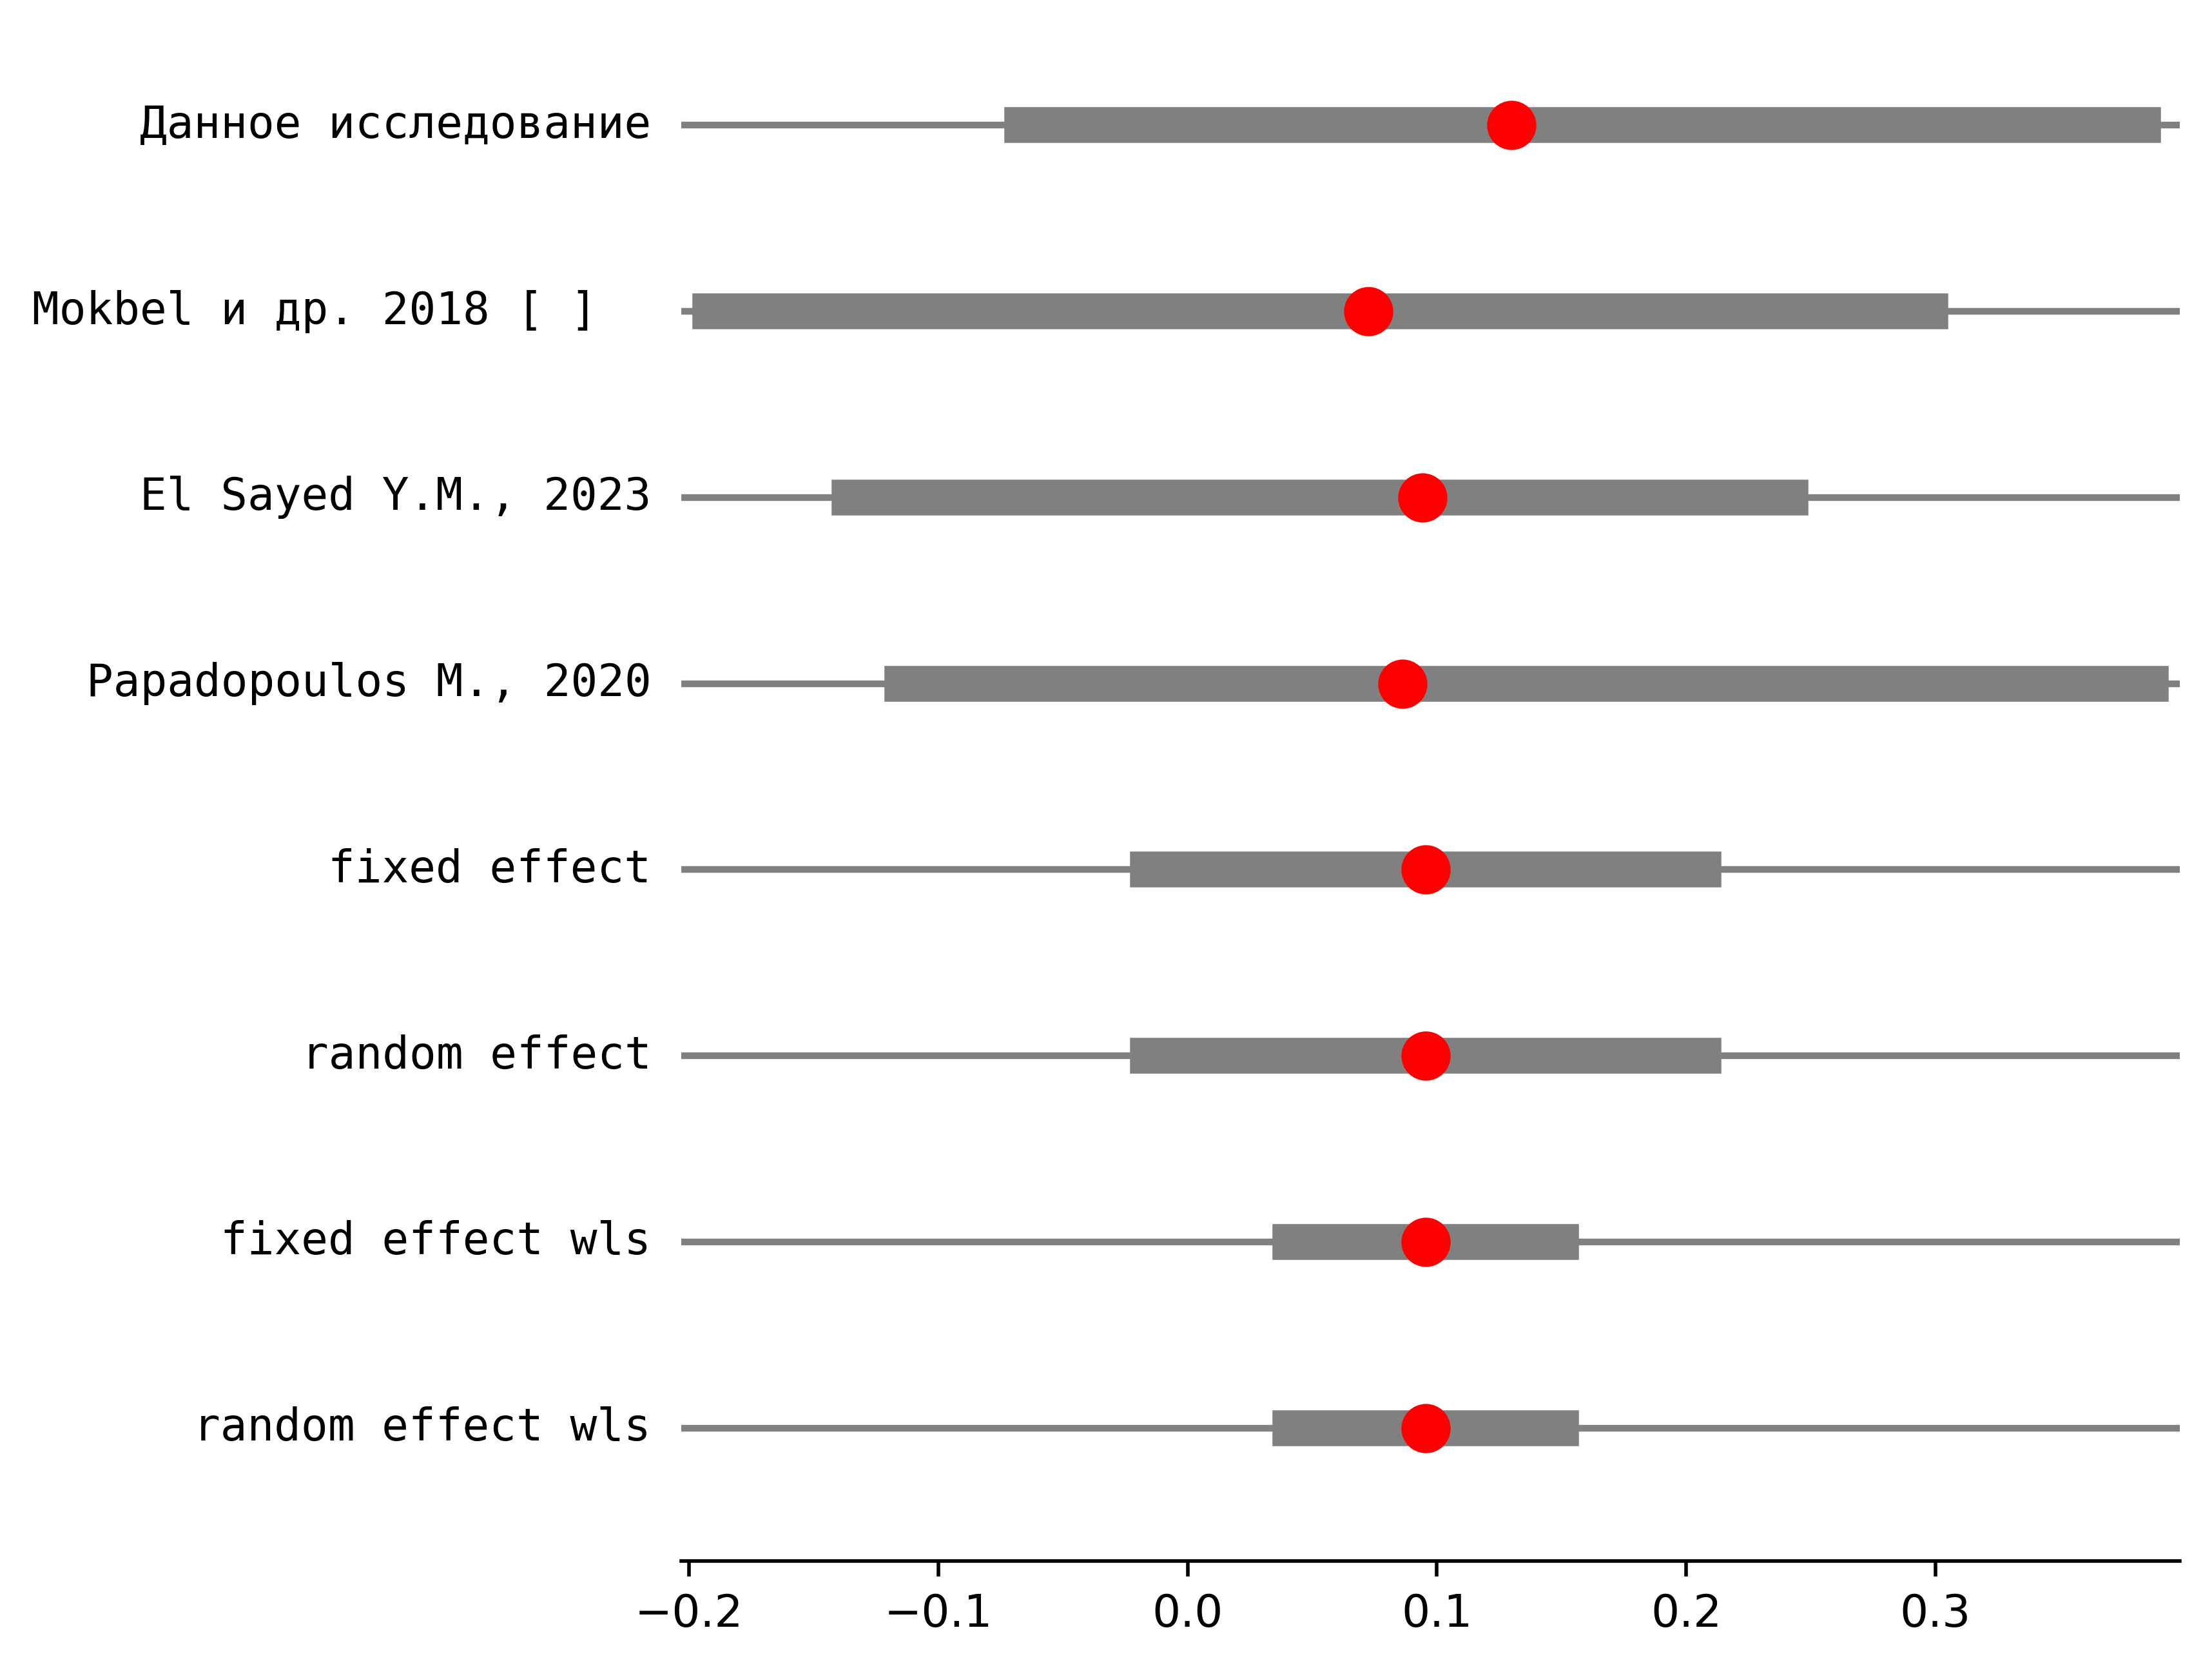 Данное исследование
Mokbel и др. 2018 [ ]
El Sayed Y.M., 2023
Papadopoulos M., 2020
fixed effect
random effect
fixed effect wls
random effect wls
−0.2 −0.1 0.0 0.1 0.2 0.3